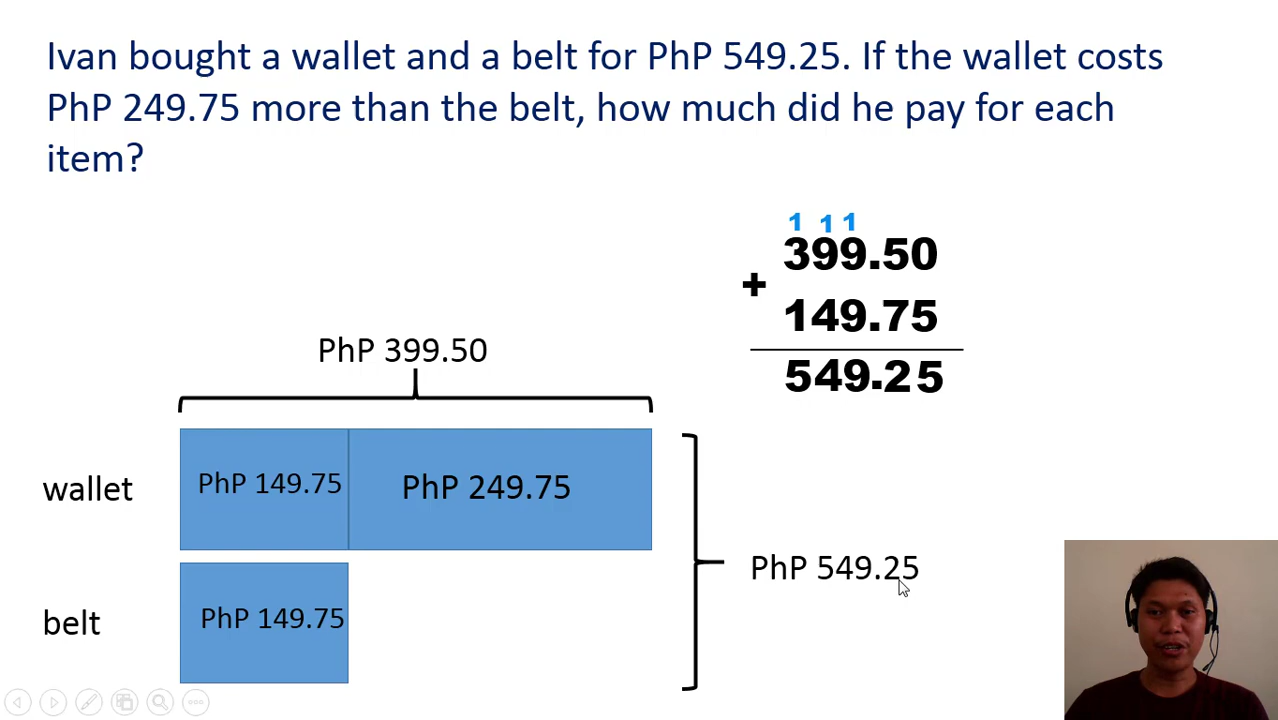 Ivan bought a wallet and a belt for PhP 549.25. If the wallet costs
PhP 249.75 more than the belt, how much did he pay for each
item?
1 1 1
399.50
+
149.75
549.25
PhP 399.50
wallet
PhP 149.75
PhP 249.75
belt
PhP 149.75
PhP 549.25